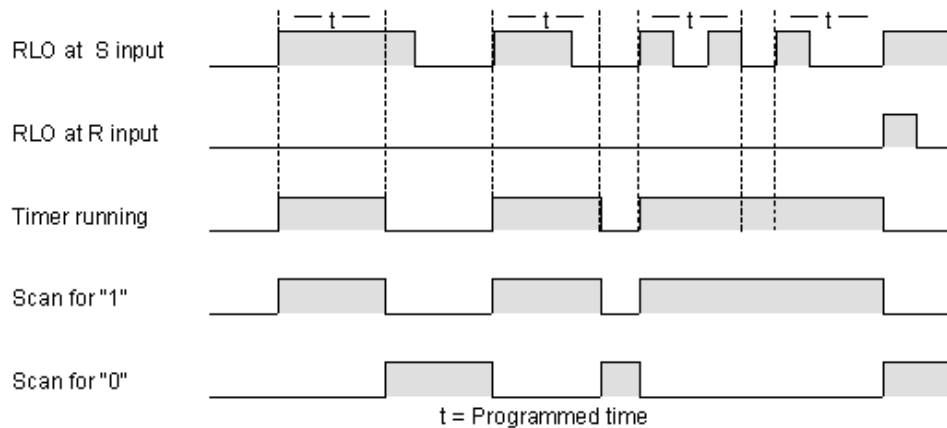 t t t t
RLO at S input
RLO at R input
Timer running
Scan for "1"
Scan for "0"
t = Programmed time